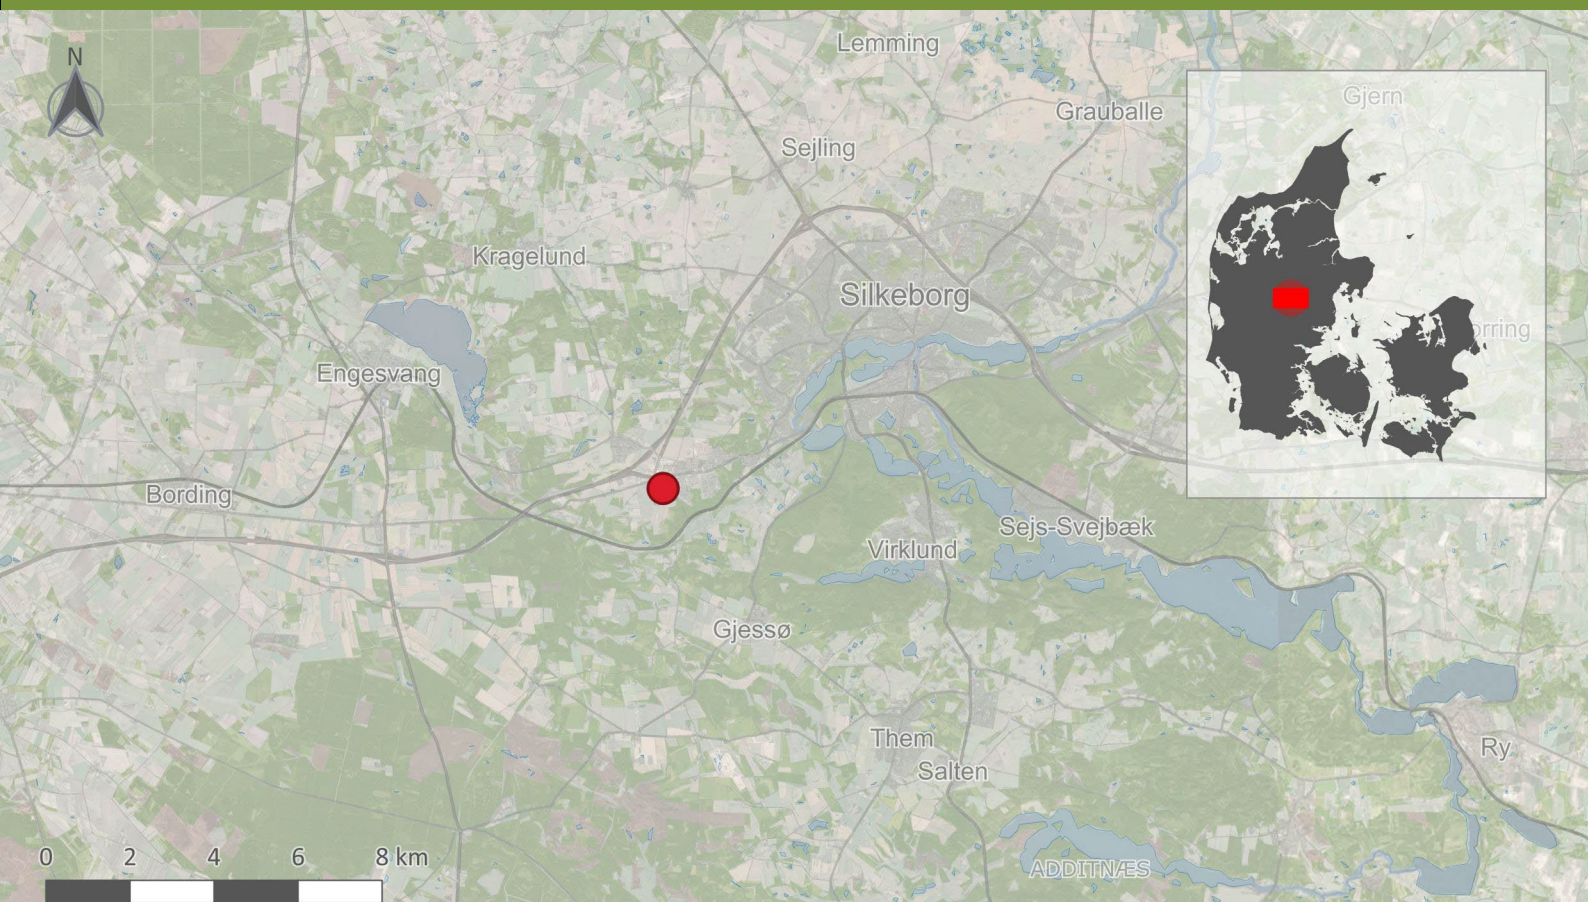 N
Lemming
Gjern
Grauballe
Sejling
Kragelund
Silkeborg
orring
Engesvang
Bording
Sejs-Svejbæk
Virklund
Gjessø
Them
Ry
Salten
0 2 4 6 8 km
ADDITNÆS